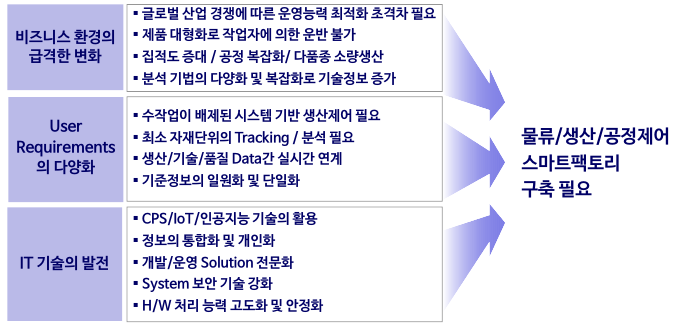 비즈니스 환경의
급격한 변화
▪ 글로벌 산업 경쟁에 따른 운영능력 최적화 초격차 필요
▪ 제품 대형화로 작업자에 의한 운반 불가
▪ 집적도 증대 / 공정 복잡화/ 다품종 소량생산
▪ 분석 기법의 다양화 및 복잡화로 기술정보 증가
User
Requirements
의 다양화
▪ 수작업이 배제된 시스템 기반 생산제어 필요
▪ 최소 자재단위의 Tracking / 분석 필요
▪ 생산/기술/품질 Data간 실시간 연계
▪ 기준정보의 일원화 및 단일화
IT 기술의 발전
▪ CPS/IoT/인공지능 기술의 활용
▪ 정보의 통합화 및 개인화
▪ 개발/운영 Solution 전문화
▪ System 보안 기술 강화
▪ H/W 처리 능력 고도화 및 안정화
물류/생산/공정제어
스마트팩토리
구축 필요